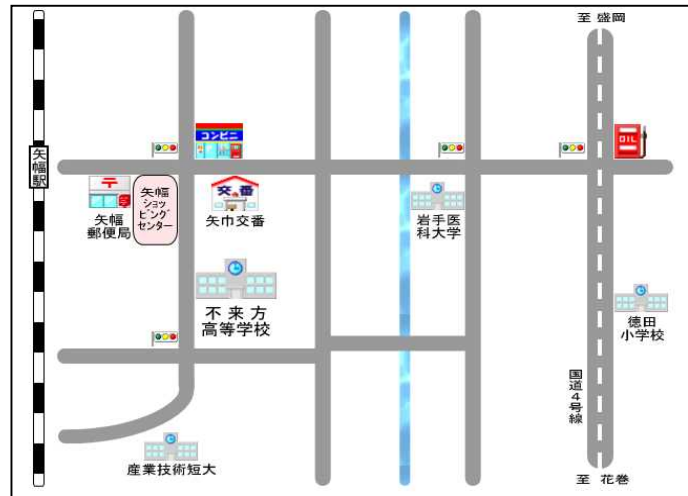 至 盛岡
コンビニ
OIL
矢幅駅
矢幅
郵便局
矢幅
ショッ
ピング
センター
交番
矢巾交番
岩手医
科大学
不来方
高等学校
徳田
小学校
国道4号線
産業技術短大
至 花巻